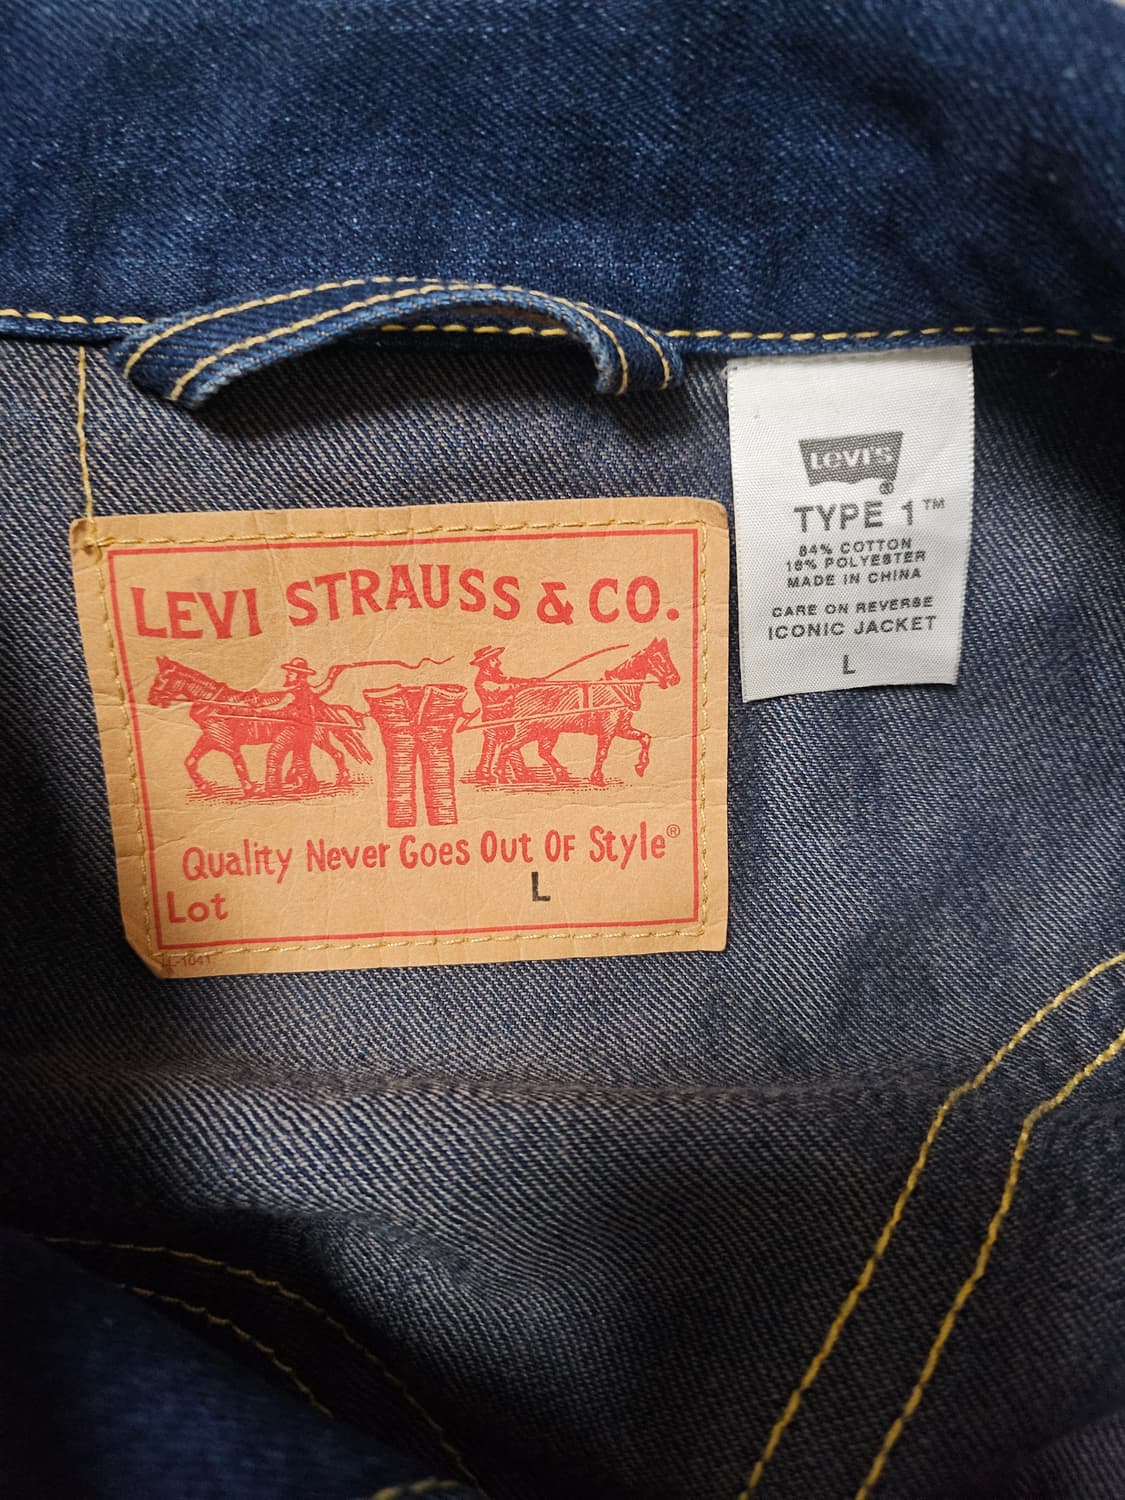 LEVI STRAUSS & CO.
Quality Never Goes Out Of Style®
L
Lot
LEVI'S
®
TYPE 1™
84% COTTON
16% POLYESTER
MADE IN CHINA
CARE ON REVERSE
ICONIC JACKET
L